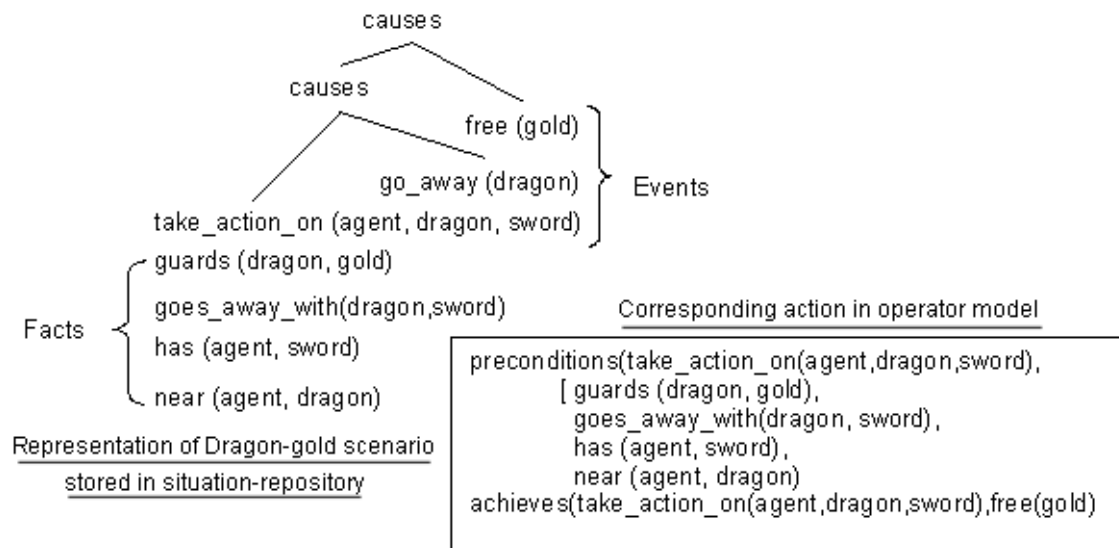 causes
causes
free (gold)
go_away (dragon)
Events
take_action_on (agent, dragon, sword)
guards (dragon, gold)
goes_away_with(dragon,sword)
Facts
has (agent, sword)
near (agent, dragon)
Representation of Dragon-gold scenario
stored in situation-repository
Corresponding action in operator model
preconditions(take_action_on(agent,dragon,sword),
[ guards (dragon, gold),
goes_away_with(dragon, sword),
has (agent, sword),
near (agent, dragon)
achieves(take_action_on(agent,dragon,sword),free(gold)